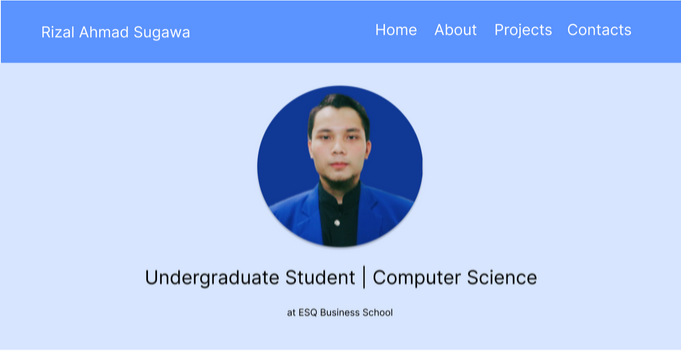 Rizal Ahmad Sugawa
Home About Projects Contacts
Undergraduate Student | Computer Science
at ESQ Business School